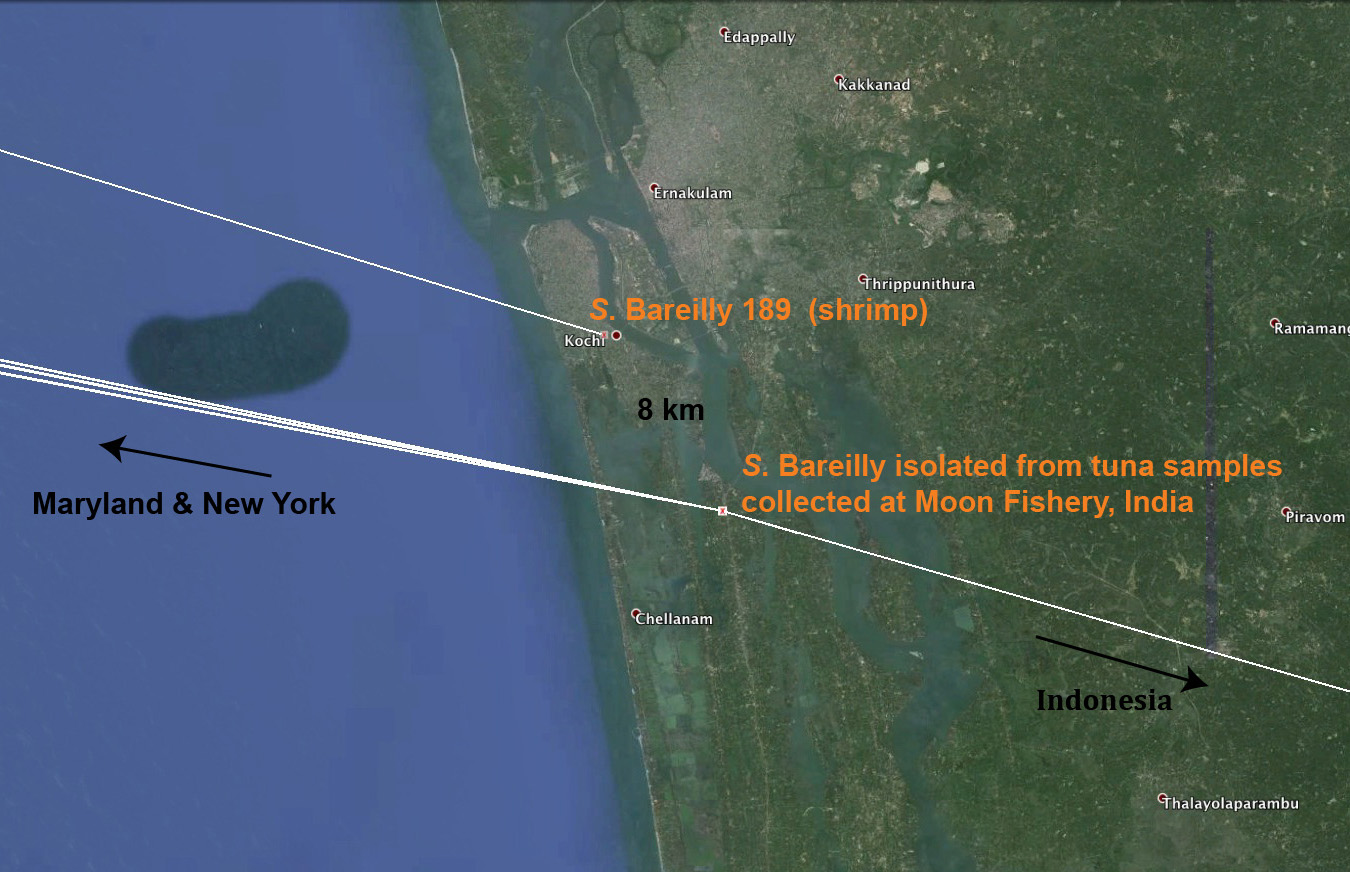 Edappally
Kakkanad
Ernakulam
Thrippunithura
S. Bareilly 189 (shrimp)
Ramamang
Kochi
8 km
S. Bareilly isolated from tuna samples
collected at Moon Fishery, India
Maryland & New York
Piravom
Chellanam
Indonesia
Thalayolaparambu